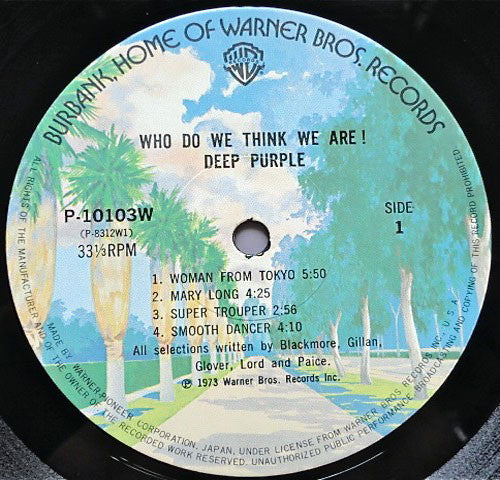 BURBANK, HOME OF WARNER BROS. RECORDS
WHO DO WE THINK WE ARE!
DEEP PURPLE
P-10103W
(P-8312W1)
33⅓RPM
SIDE
1
1. WOMAN FROM TOKYO 5:50
2. MARY LONG 4:25
3. SUPER TROUPER 2:56
4. SMOOTH DANCER 4:10
All selections written by Blackmore, Gillan,
Glover, Lord and Paice.
Ⓟ 1973 Warner Bros. Records Inc.
MADE BY WARNER-PIONEER CORPORATION, JAPAN, UNDER LICENSE FROM WARNER BROS. RECORDS INC., U.S.A.
ALL RIGHTS OF THE MANUFACTURER AND OF THE OWNER OF THE RECORDED WORK RESERVED. UNAUTHORIZED PUBLIC PERFORMANCE, BROADCASTING AND COPYING OF THIS RECORD PROHIBITED